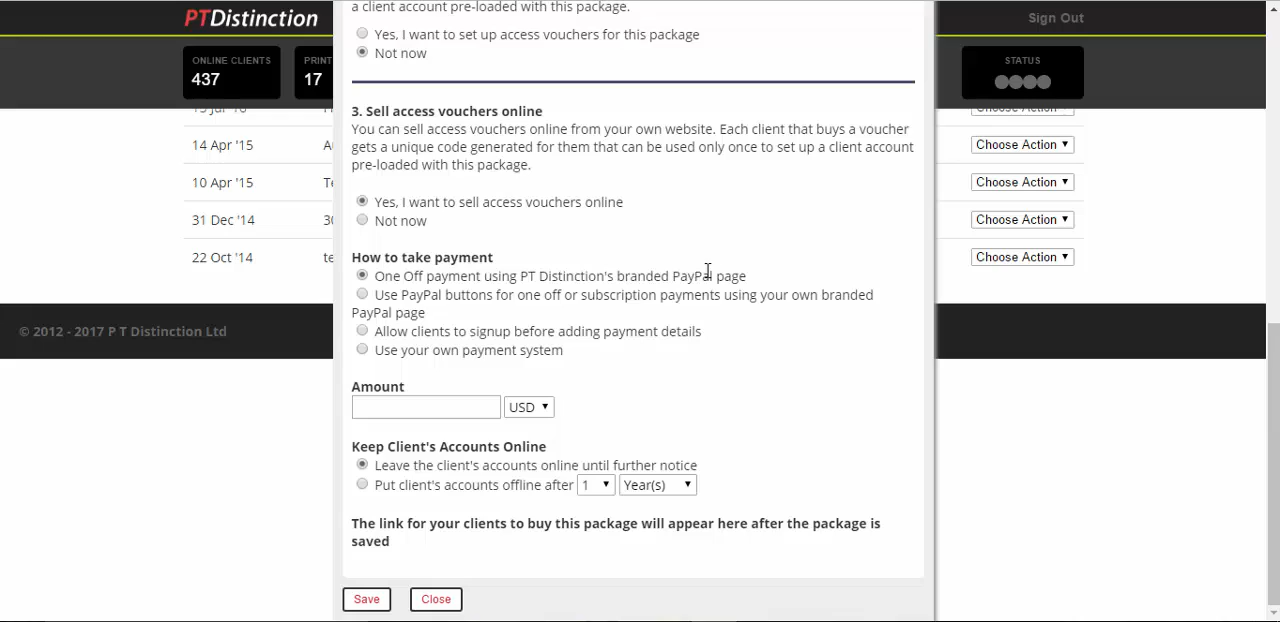 a client account pre-loaded with this package.
PTDistinction
Sign Out
Yes, I want to set up access vouchers for this package
Not now
ONLINE CLIENTS
437
PRINT
17
STATUS
3. Sell access vouchers online
You can sell access vouchers online from your own website. Each client that buys a voucher
gets a unique code generated for them that can be used only once to set up a client account
pre-loaded with this package.
14 Apr '15
Choose Action
10 Apr '15
Te
Choose Action
31 Dec '14
30
Choose Action
22 Oct '14
te
Choose Action
Yes, I want to sell access vouchers online
Not now
How to take payment
One Off payment using PT Distinction's branded PayPal page
Use PayPal buttons for one off or subscription payments using your own branded
PayPal page
Allow clients to signup before adding payment details
Use your own payment system
© 2012 - 2017 P T Distinction Ltd
Amount
USD
Keep Client's Accounts Online
Leave the client's accounts online until further notice
Put client's accounts offline after 1 Year(s)
The link for your clients to buy this package will appear here after the package is
saved
Save
Close